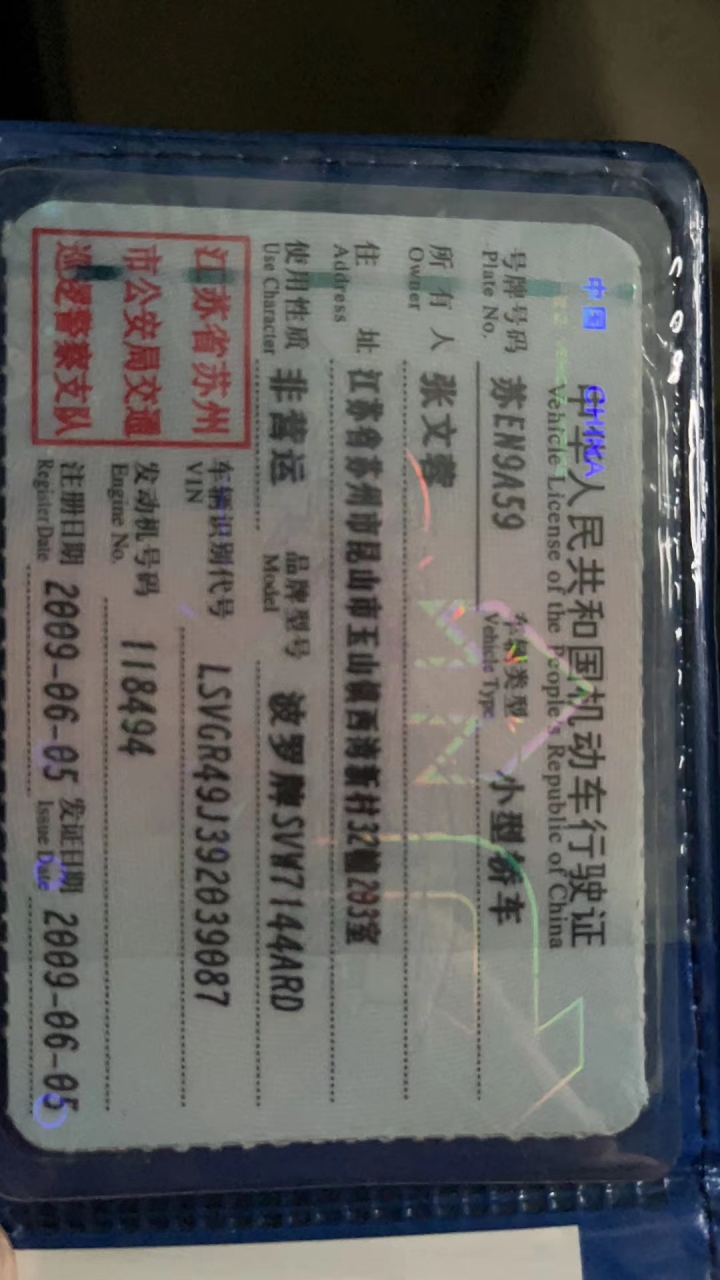 中国 CHINA
中华人民共和国机动车行驶证
Vehicle License of the People's Republic of China
号牌号码 苏EN9A59 车辆类型 小型轿车
Plate No. Vehicle Type
所有人 张文蓉
Owner
住址 江苏省苏州市昆山市玉山镇西湾新村32幢203室
Address
使用性质 非营运 品牌型号 波罗牌SVW7144ARD
Use Character Model
江苏省苏州
市公安局交通
巡逻警察支队
车辆识别代号 LSVGR49J392039087
VIN
发动机号码 118494
Engine No.
注册日期 2009-06-05 发证日期 2009-06-05
Register Date Issue Date